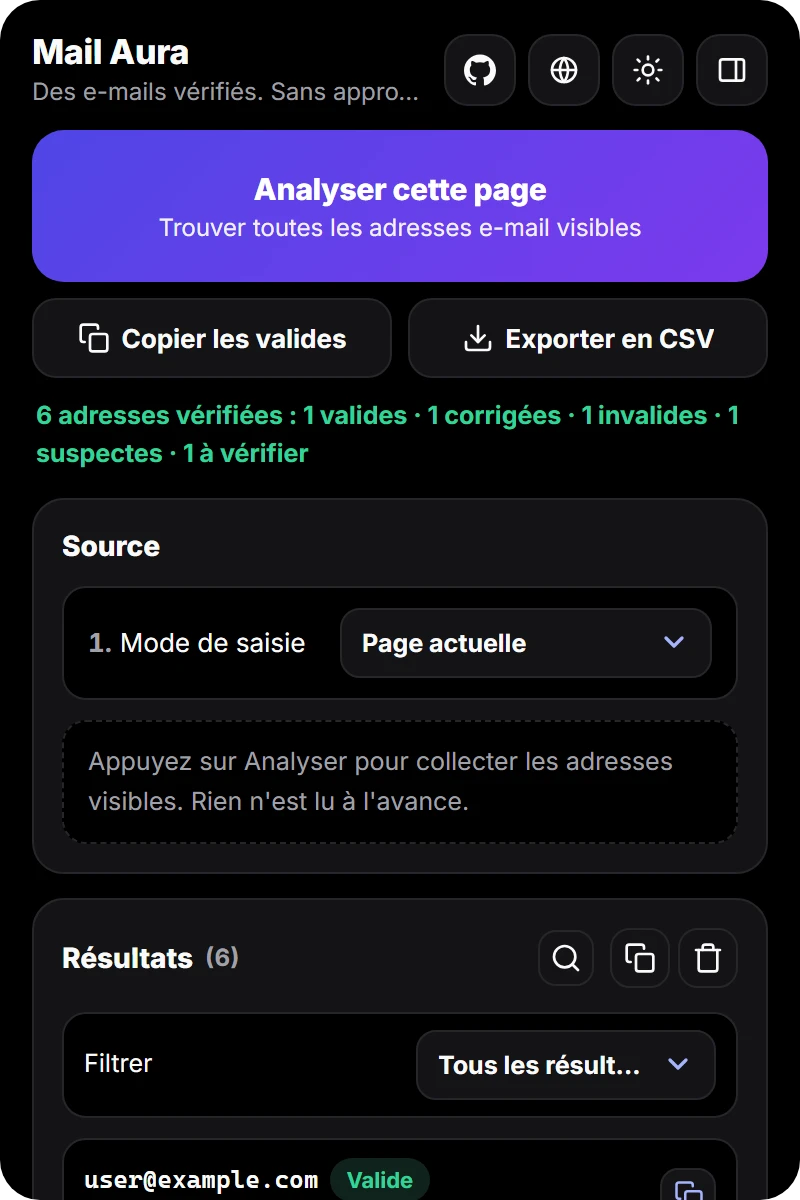 Mail Aura
Des e-mails vérifiés. Sans appro...
Analyser cette page
Trouver toutes les adresses e-mail visibles
Copier les valides
Exporter en CSV
6 adresses vérifiées : 1 valides · 1 corrigées · 1 invalides · 1
suspectes · 1 à vérifier
Source
1. Mode de saisie
Page actuelle
Appuyez sur Analyser pour collecter les adresses
visibles. Rien n'est lu à l'avance.
Résultats (6)
Filtrer
Tous les résult...
user@example.com Valide